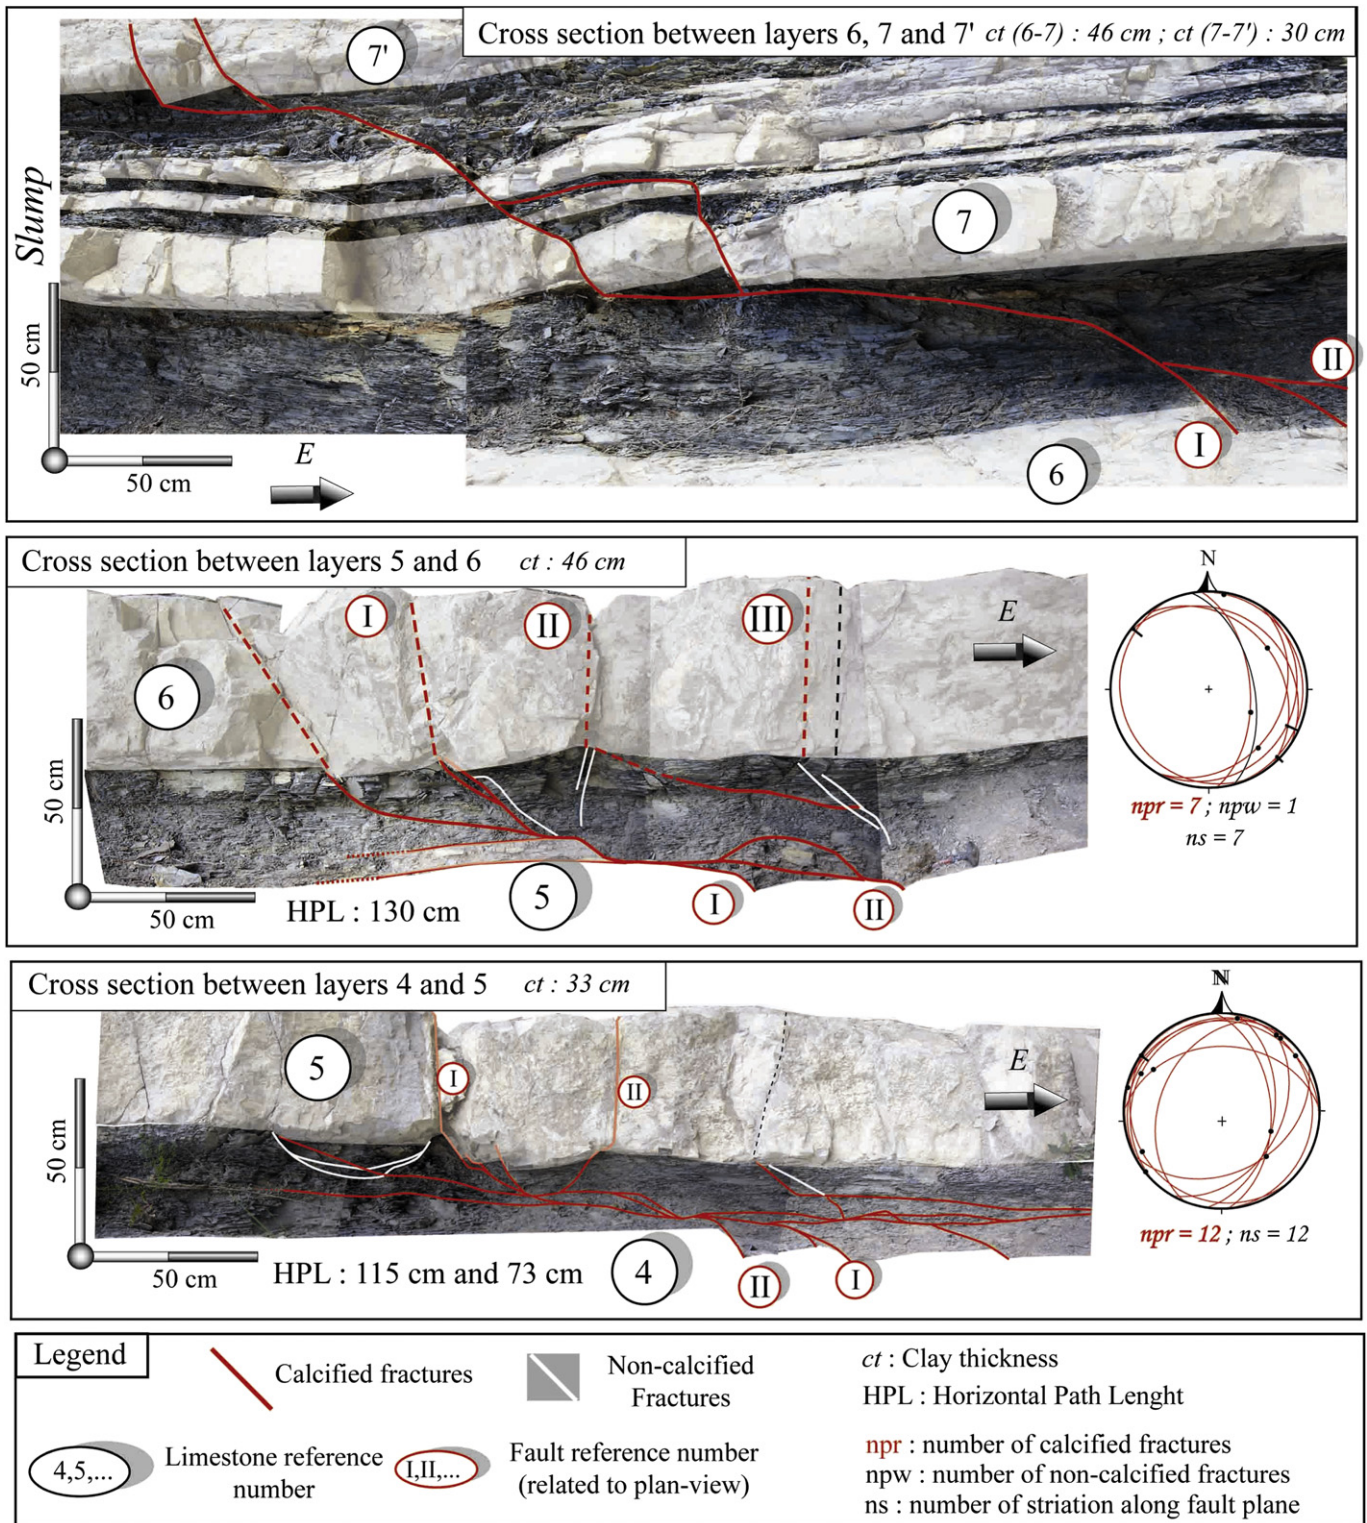 Cross section between layers 6, 7 and 7' ct (6-7) : 46 cm ; ct (7-7') : 30 cm
7'
Slump
7
50 cm
II
I
6
E
50 cm
Cross section between layers 5 and 6 ct : 46 cm
N
I
II
III
E
6
50 cm
npr = 7 ; npw = 1
ns = 7
5
I
II
HPL : 130 cm
50 cm
Cross section between layers 4 and 5 ct : 33 cm
N
5
I
II
E
50 cm
npr = 12 ; ns = 12
50 cm
HPL : 115 cm and 73 cm
4
II
I
Legend
Calcified fractures
Non-calcified
Fractures
ct : Clay thickness
HPL : Horizontal Path Lenght
4,5,...
Limestone reference
number
I,II,...
Fault reference number
(related to plan-view)
npr : number of calcified fractures
npw : number of non-calcified fractures
ns : number of striation along fault plane